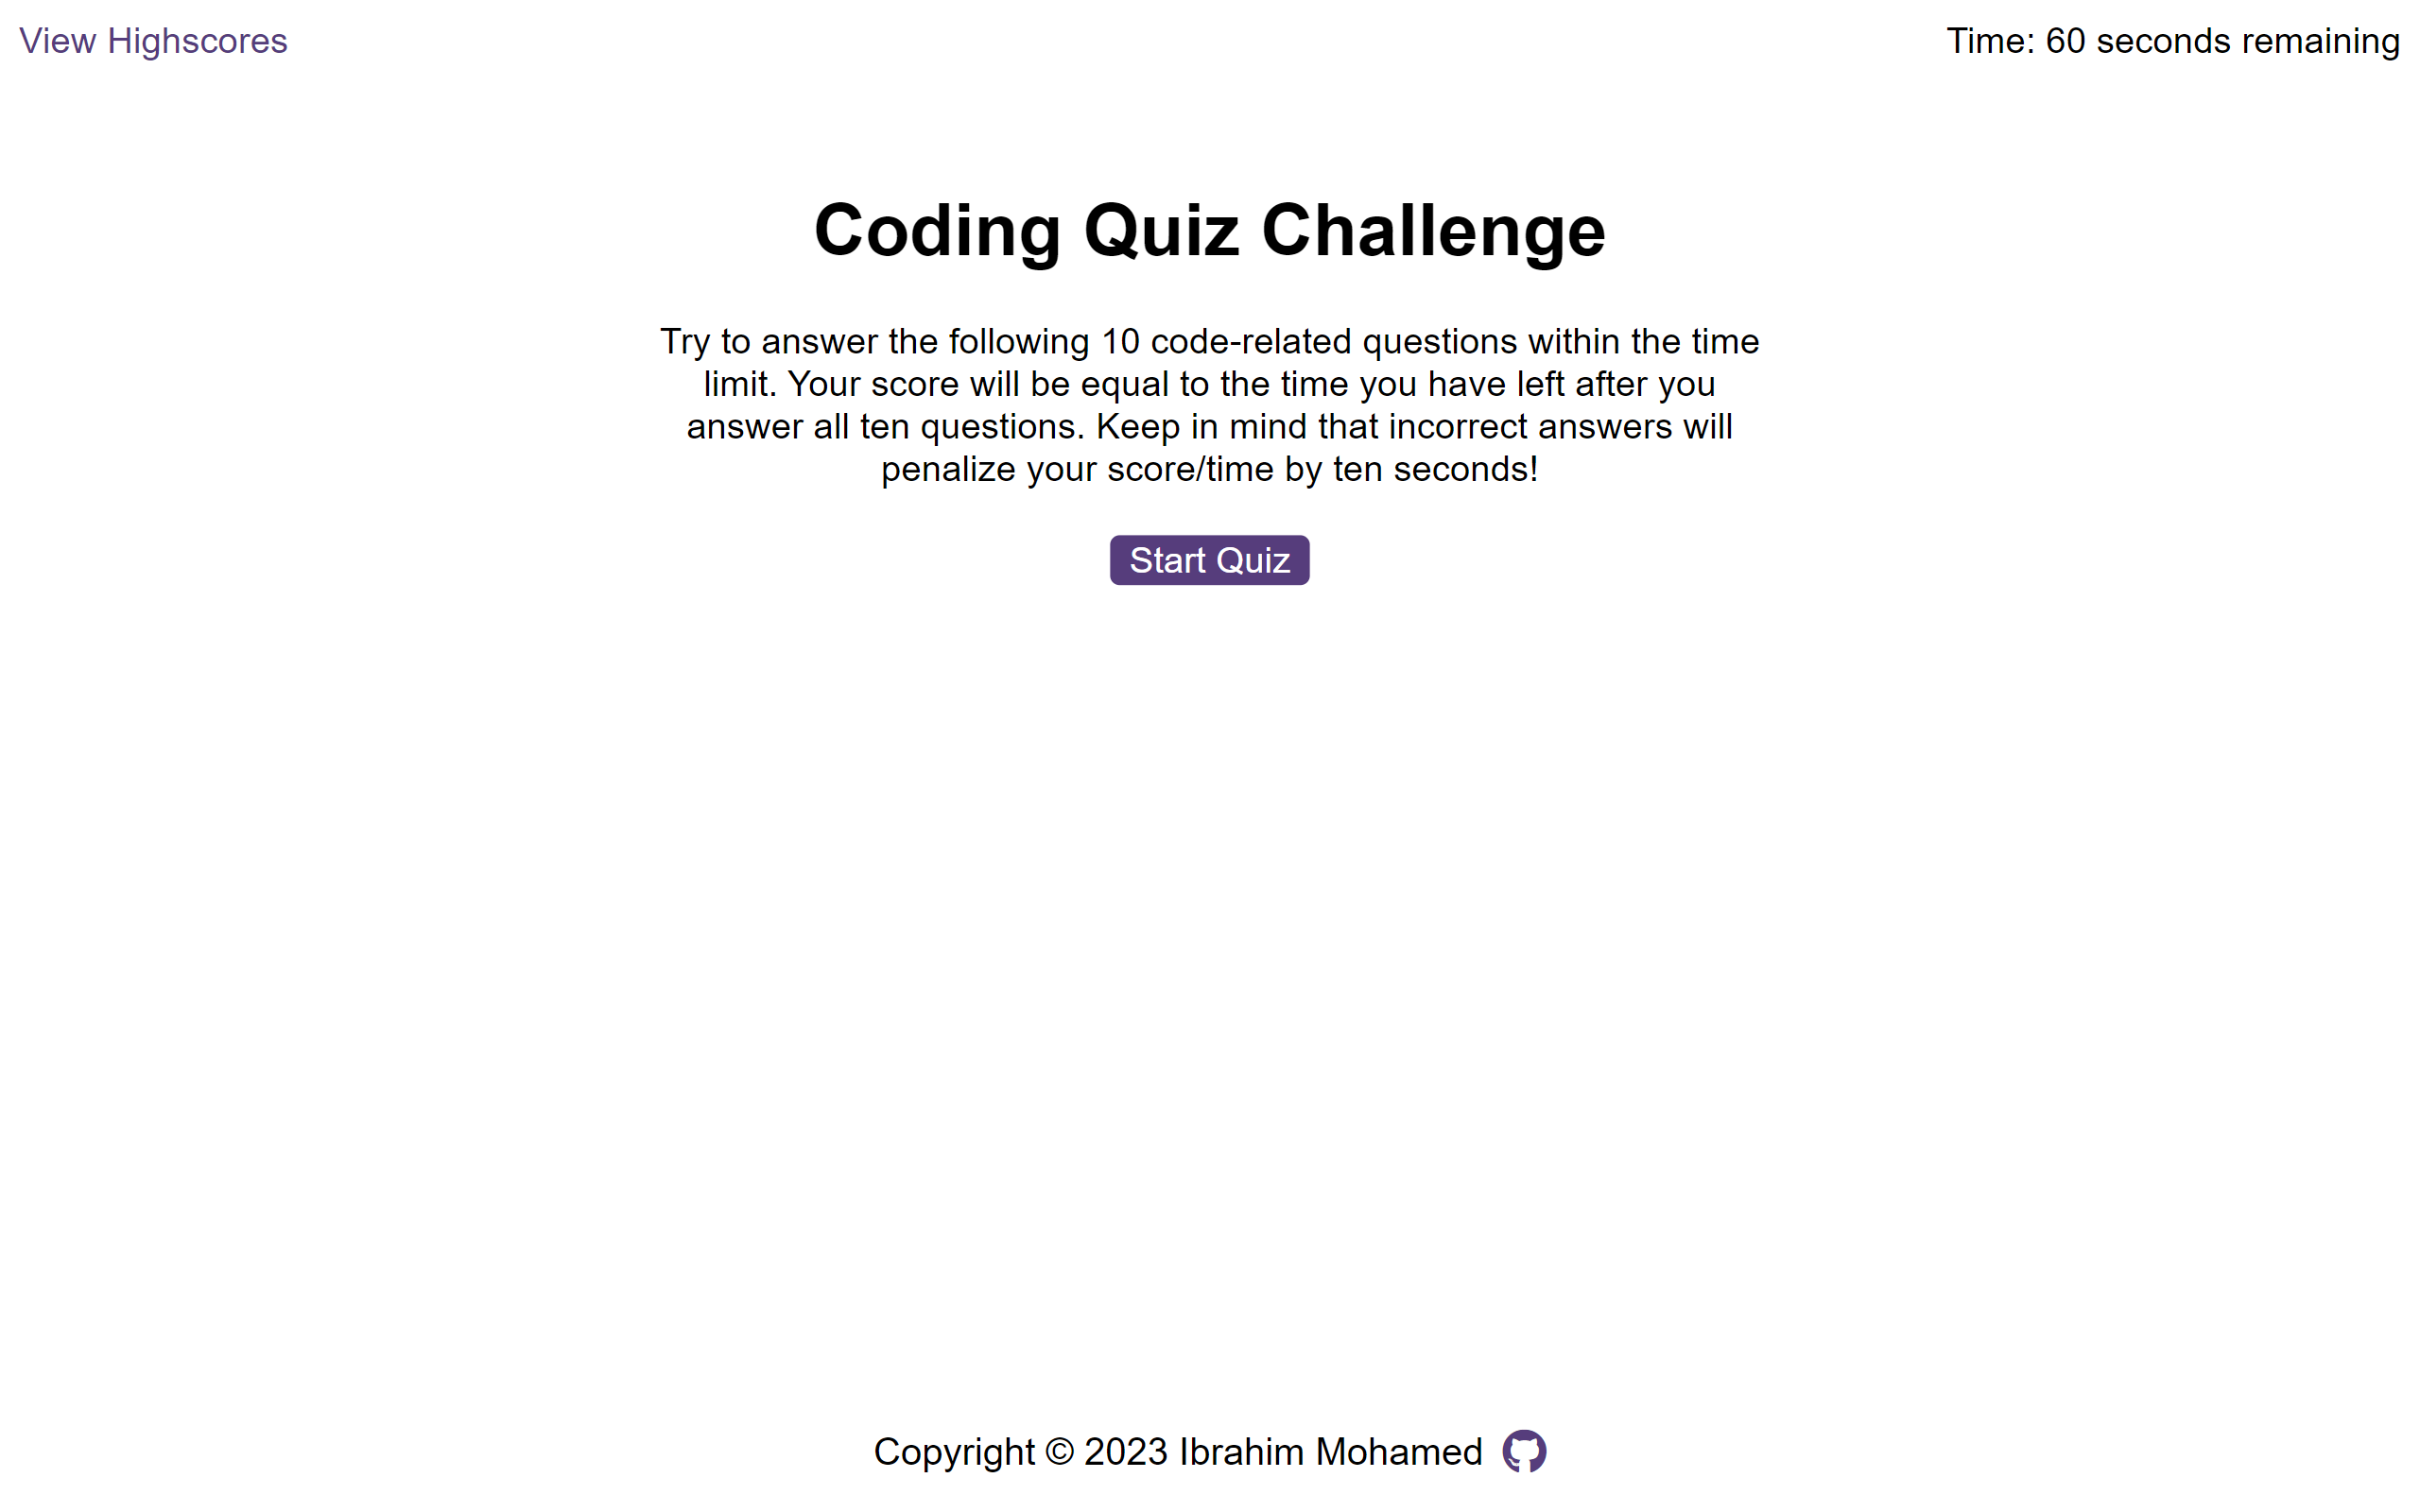 View Highscores
Time: 60 seconds remaining
Coding Quiz Challenge
Try to answer the following 10 code-related questions within the time
limit. Your score will be equal to the time you have left after you
answer all ten questions. Keep in mind that incorrect answers will
penalize your score/time by ten seconds!
Start Quiz
Copyright © 2023 Ibrahim Mohamed